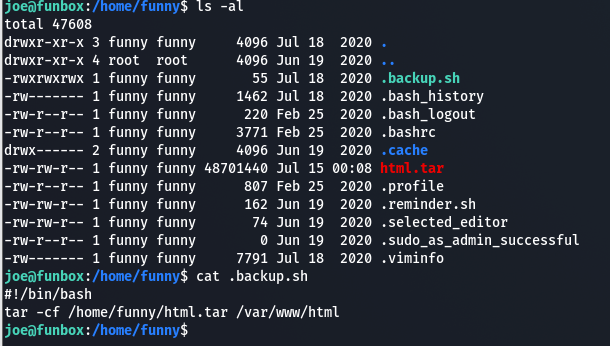 joe@funbox:/home/funny$ ls -al
total 47608
drwxr-xr-x 3 funny funny     4096 Jul 18  2020 .
drwxr-xr-x 4 root  root      4096 Jun 19  2020 ..
-rwxrwxrwx 1 funny funny       55 Jul 18  2020 .backup.sh
-rw------- 1 funny funny     1462 Jul 18  2020 .bash_history
-rw-r--r-- 1 funny funny      220 Feb 25  2020 .bash_logout
-rw-r--r-- 1 funny funny     3771 Feb 25  2020 .bashrc
drwx------ 2 funny funny     4096 Jun 19  2020 .cache
-rw-rw-r-- 1 funny funny 48701440 Jul 15 00:08 html.tar
-rw-r--r-- 1 funny funny      807 Feb 25  2020 .profile
-rw-rw-r-- 1 funny funny      162 Jun 19  2020 .reminder.sh
-rw-rw-r-- 1 funny funny       74 Jun 19  2020 .selected_editor
-rw-r--r-- 1 funny funny        0 Jun 19  2020 .sudo_as_admin_successful
-rw------- 1 funny funny     7791 Jul 18  2020 .viminfo
joe@funbox:/home/funny$ cat .backup.sh
#!/bin/bash
tar -cf /home/funny/html.tar /var/www/html
joe@funbox:/home/funny$